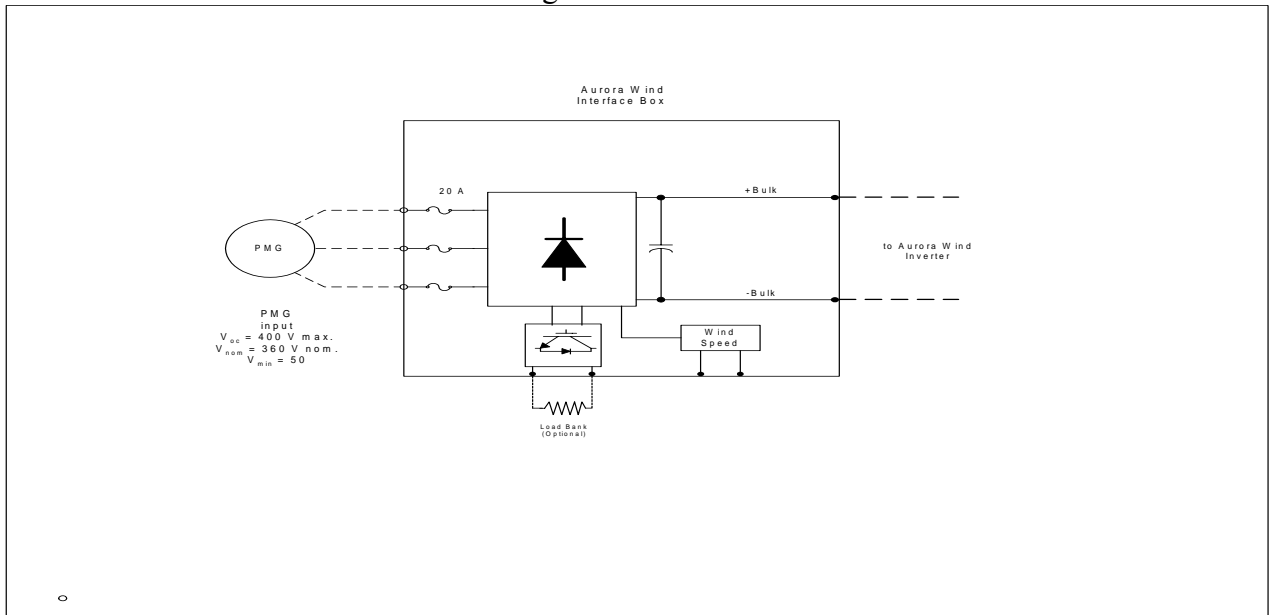 Aurora Wind
Interface Box
20 A
+Bulk
PMG
to Aurora Wind
Inverter
-Bulk
PMG
input
Voc = 400 V max.
Vnom = 360 V nom.
Vmin = 50
Wind
Speed
Load Bank
(Optional)